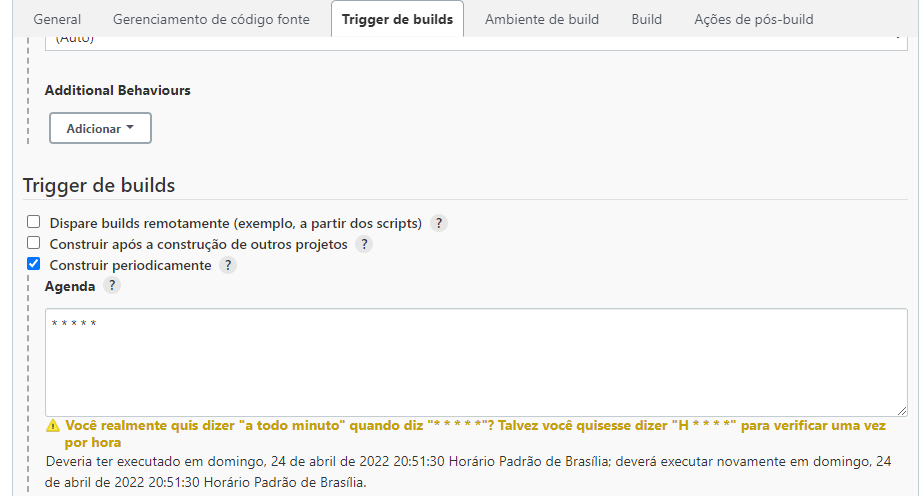 General Gerenciamento de código fonte Trigger de builds Ambiente de build Build Ações de pós-build
(Auto)
Additional Behaviours
Adicionar
Trigger de builds
Dispare builds remotamente (exemplo, a partir dos scripts) ?
Construir após a construção de outros projetos ?
Construir periodicamente ?
Agenda ?
* * * * *
Você realmente quis dizer "a todo minuto" quando diz "* * * * *"? Talvez você quisesse dizer "H * * * *" para verificar uma vez
por hora
Deveria ter executado em domingo, 24 de abril de 2022 20:51:30 Horário Padrão de Brasília; deverá executar novamente em domingo, 24
de abril de 2022 20:51:30 Horário Padrão de Brasília.